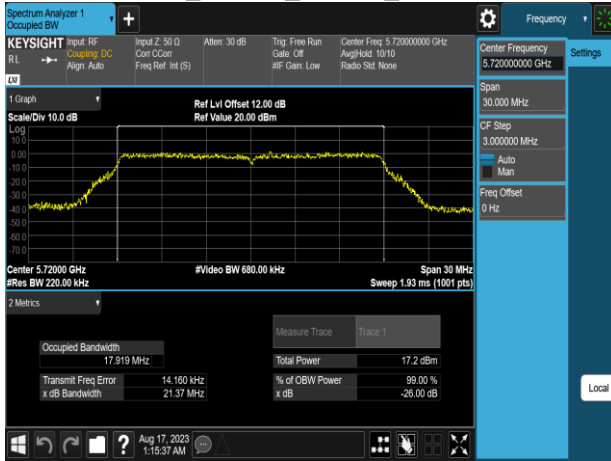 Spectrum Analyzer 1
Occupied BW
Frequency
KEYSIGHT
RL
LXI
Input: RF
Coupling: DC
Align: Auto
Input Z: 50 Ω
Corr CCorr
Freq Ref: Int (S)
Atten: 30 dB
Trig: Free Run
Gate: Off
#IF Gain: Low
Center Freq: 5.720000000 GHz
Avg|Hold: 10/10
Radio Std: None
Center Frequency
5.720000000 GHz
Settings
Span
30.000 MHz
CF Step
3.000000 MHz
Auto
Man
Freq Offset
0 Hz
Local
1 Graph
Scale/Div 10.0 dB
Ref Lvl Offset 12.00 dB
Ref Value 20.00 dBm
Log
10.0
0.00
-10.0
-20.0
-30.0
-40.0
-50.0
-60.0
-70.0
Center 5.72000 GHz
#Res BW 220.00 kHz
#Video BW 680.00 kHz
Span 30 MHz
Sweep 1.93 ms (1001 pts)
2 Metrics
Measure Trace
Trace 1
Occupied Bandwidth
17.919 MHz
Total Power
17.2 dBm
Transmit Freq Error
14.160 kHz
% of OBW Power
99.00 %
x dB Bandwidth
21.37 MHz
x dB
-26.00 dB
?
Aug 17, 2023
1:15:37 AM